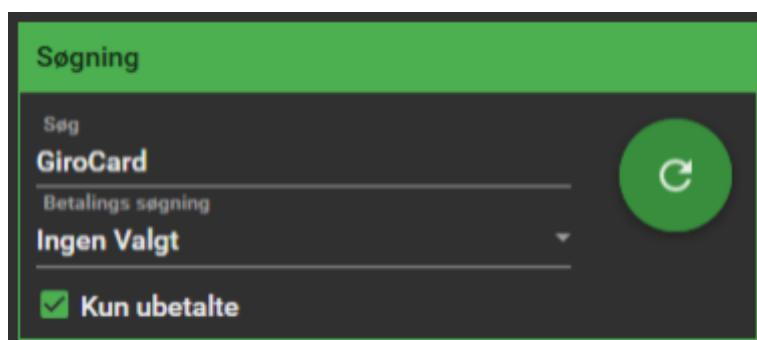 Søgning
Søg
GiroCard
Betalings søgning
Ingen Valgt
Kun ubetalte